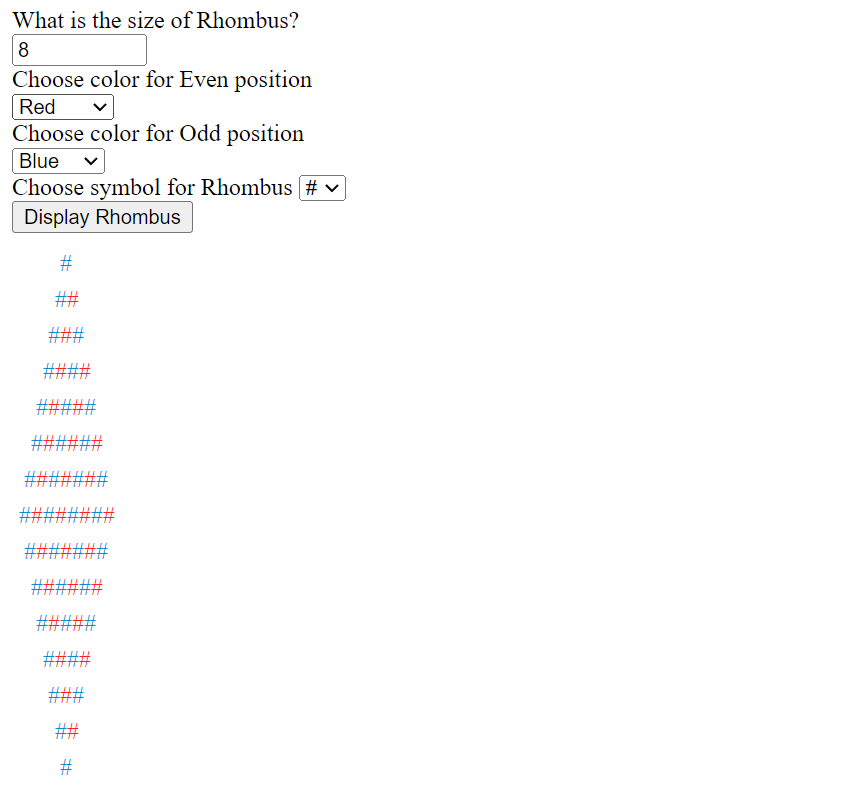 What is the size of Rhombus?
8
Choose color for Even position
Red
Choose color for Odd position
Blue
Choose symbol for Rhombus #
Display Rhombus
#
##
###
####
#####
######
#######
########
#######
######
#####
####
###
##
#